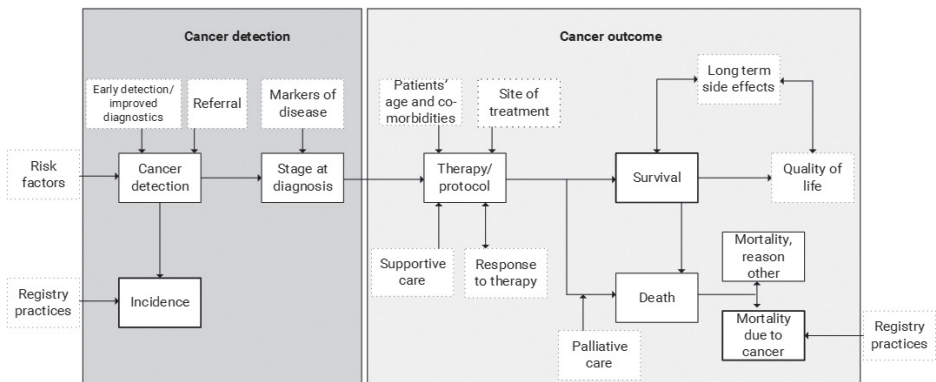 Cancer detection
Cancer outcome
Early detection/
improved
diagnostics
Referral
Markers of
disease
Patients'
age and co-
morbidities
Site of
treatment
Long term
side effects
Risk
factors
Cancer
detection
Stage at
diagnosis
Therapy/
protocol
Survival
Quality of
life
Supportive
care
Response
to therapy
Mortality,
reason
other
Registry
practices
Incidence
Death
Palliative
care
Mortality
due to
cancer
Registry
practices